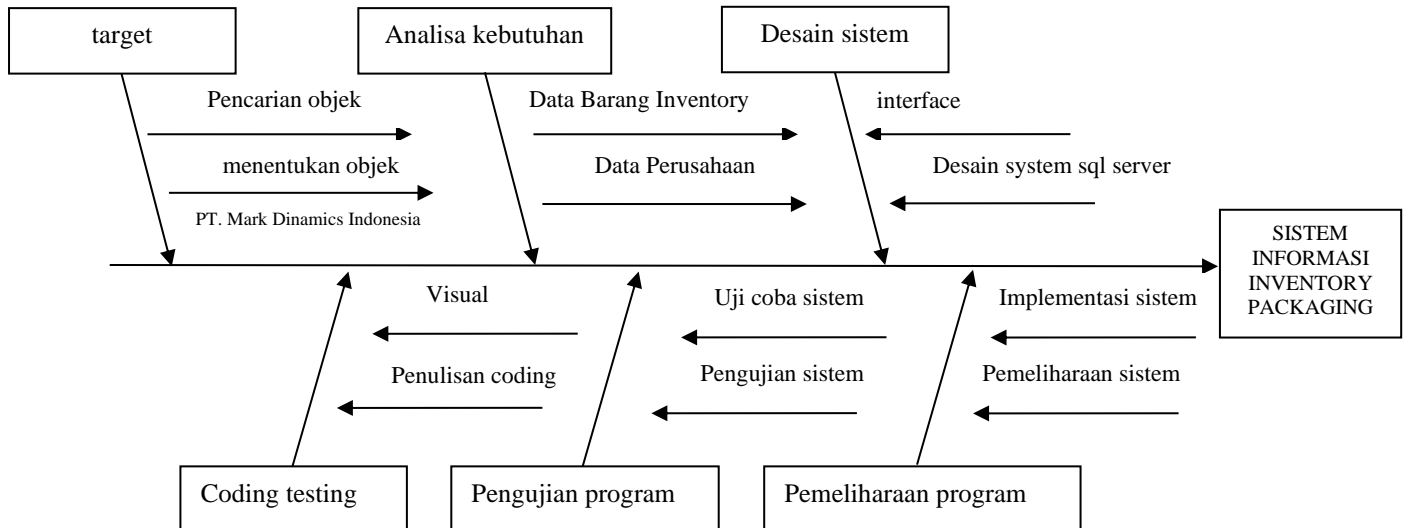 target
Analisa kebutuhan
Desain sistem
Pencarian objek
Data Barang Inventory
interface
menentukan objek
Data Perusahaan
Desain system sql server
PT. Mark Dinamics Indonesia
SISTEM
INFORMASI
INVENTORY
PACKAGING
Visual
Uji coba sistem
Implementasi sistem
Penulisan coding
Pengujian sistem
Pemeliharaan sistem
Coding testing
Pengujian program
Pemeliharaan program